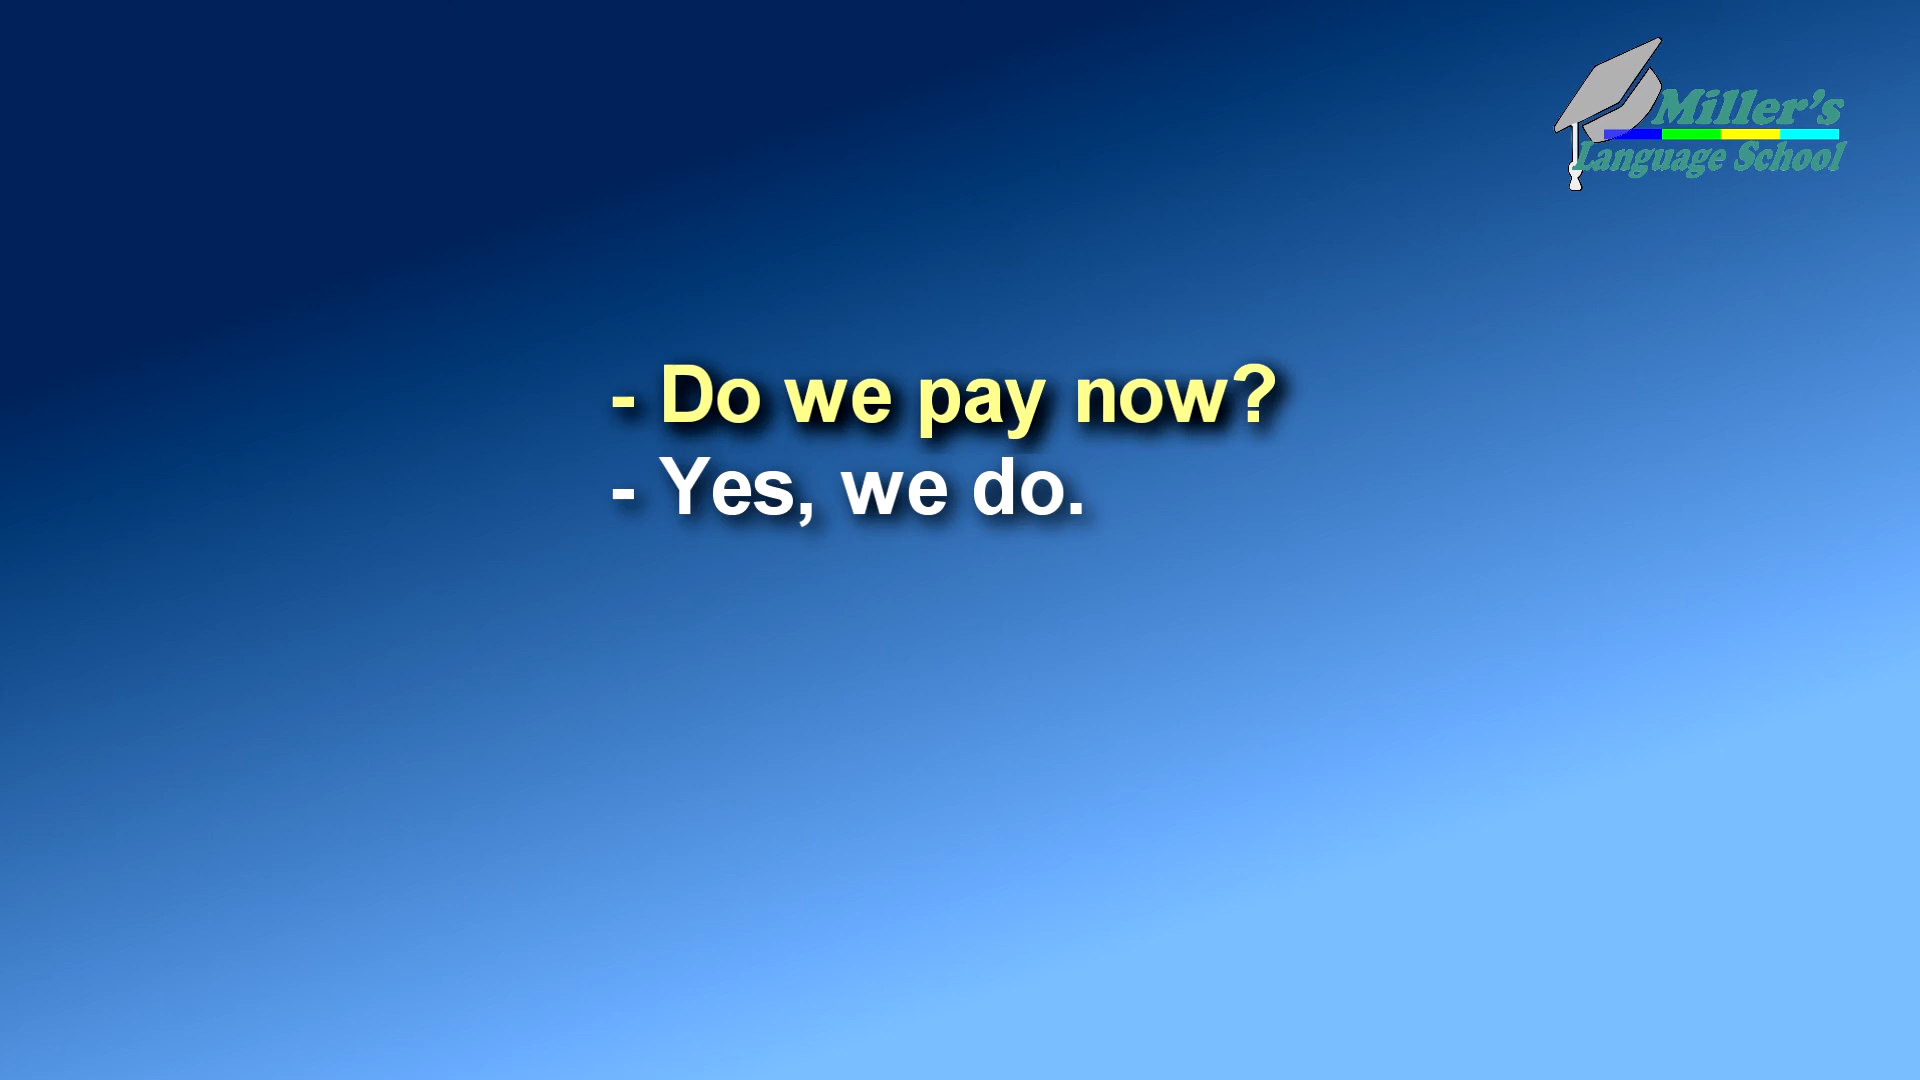 Miller's
Language School
- Do we pay now?
- Yes, we do.